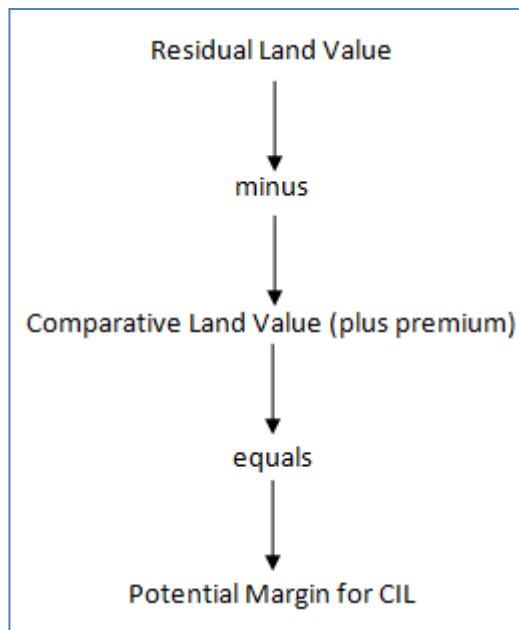 Residual Land Value
minus
Comparative Land Value (plus premium)
equals
Potential Margin for CIL